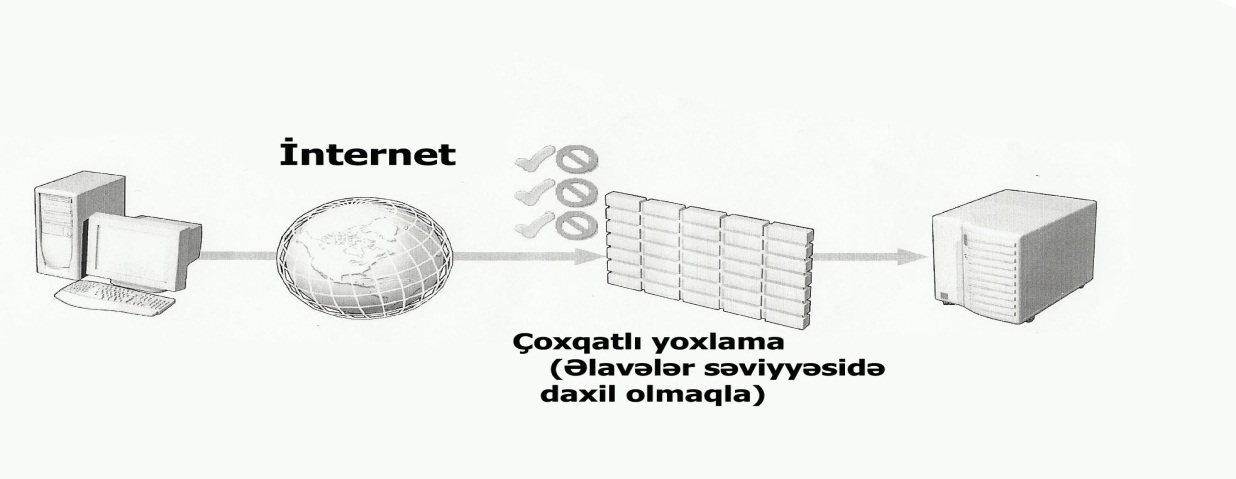 İnternet
Çoxqatlı yoxlama
(Əlavələr səviyyəsidə
daxil olmaqla)